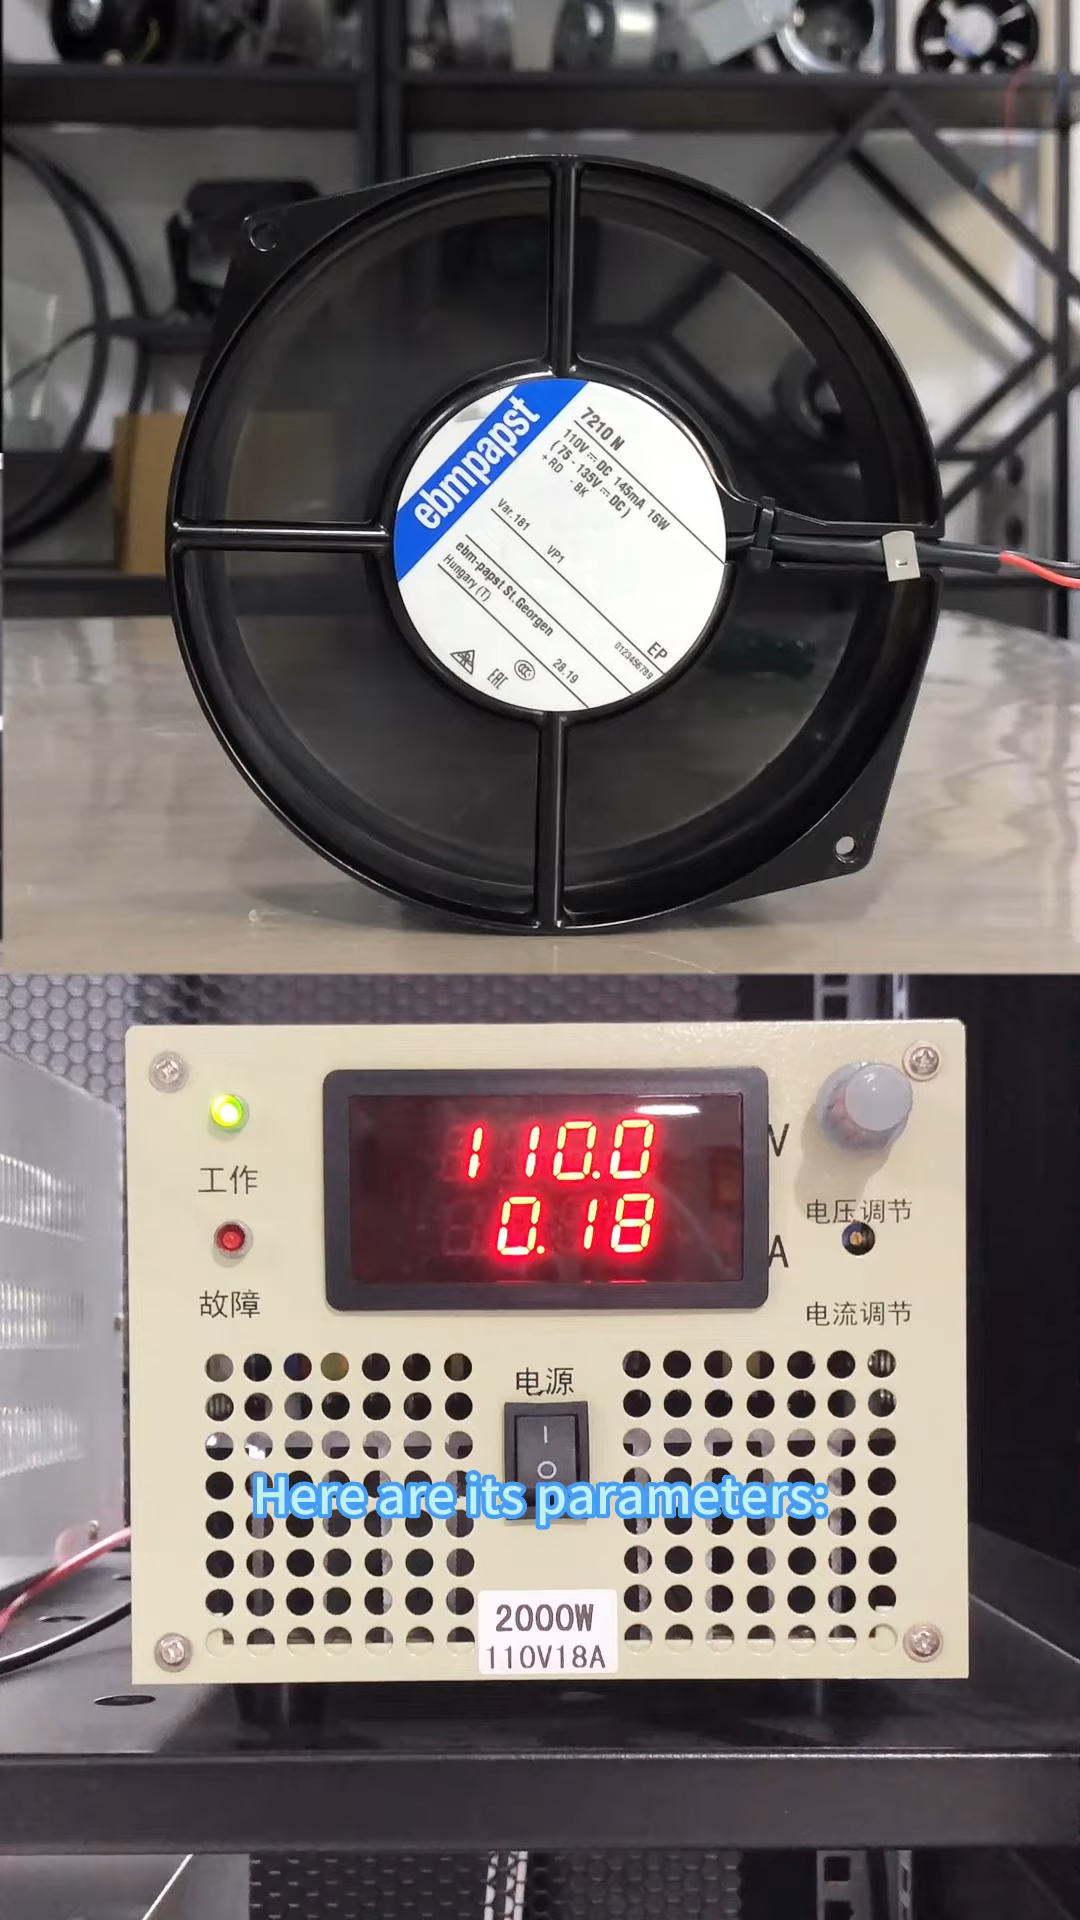 ebmpapst
7210 N
110V ⎓ DC 145mA 16W
(75-135V ⎓ DC)
+ RD - BK
Var.181 VP1
ebm-papst St.Georgen
Hungary (T)
EP
0123456789
28.19
EAC
CCC
110.0 V
0.18 A
工作
故障
电压调节
电流调节
电源
I
O
Here are its parameters:
2000W
110V18A